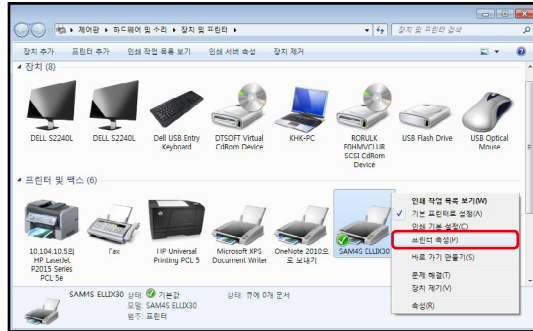 제어판 ▸ 하드웨어 및 소리 ▸ 장치 및 프린터 ▸
장치 및 프린터 검색
장치 추가 프린터 추가 인쇄 작업 목록 보기 인쇄 서버 속성 장치 제거
장치 (8)
DELL S2240L
DELL S2240L
Dell USB Entry
Keyboard
DTSOFT Virtual
CdRom Device
KHK-PC
RORULK
SCSI CdRom
Device
USB Flash Drive
USB Optical
Mouse
프린터 및 팩스 (6)
10.104.10.5의
HP LaserJet
P2015 Series
PCL 5e
Fax
HP Universal
Printing PCL 5
Microsoft XPS
Document Writer
OneNote 2010으
로 보내기
SAM4S ELLIX30
인쇄 작업 목록 보기(W)
기본 프린터로 설정(A)
인쇄 기본 설정(C)
프린터 속성(P)
바로 가기 만들기(S)
문제 해결(T)
장치 제거(V)
속성(R)
SAM4S ELLIX30 상태: 기본값 상태: 큐에 0개 문서
모델: SAM4S ELLIX30
범주: 프린터